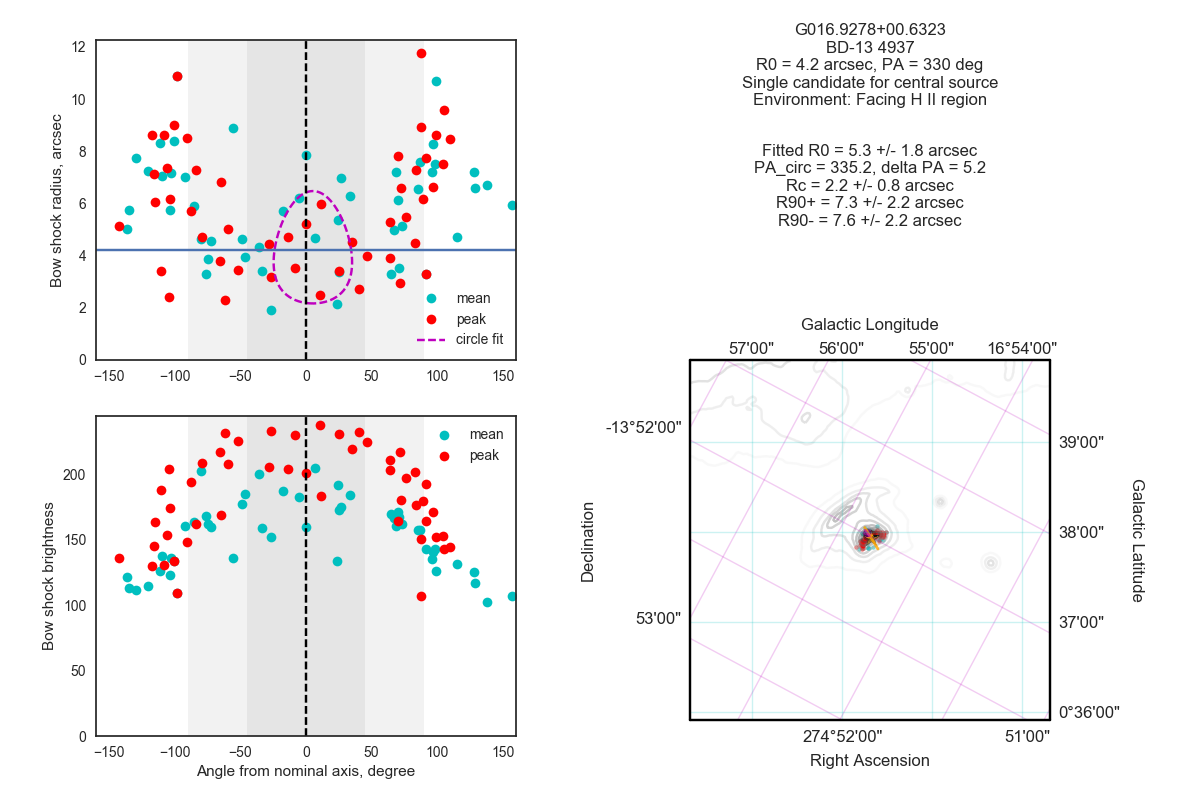 G016.9278+00.6323
BD-13 4937
R0 = 4.2 arcsec, PA = 330 deg
Single candidate for central source
Environment: Facing H II region
Fitted R0 = 5.3 +/- 1.8 arcsec
PA_circ = 335.2, delta PA = 5.2
Rc = 2.2 +/- 0.8 arcsec
R90+ = 7.3 +/- 2.2 arcsec
R90- = 7.6 +/- 2.2 arcsec
Bow shock radius, arcsec
12
10
8
6
4
2
0
mean
peak
circle fit
−150 −100 −50 0 50 100 150
Bow shock brightness
200
150
100
50
0
mean
peak
−150 −100 −50 0 50 100 150
Angle from nominal axis, degree
Galactic Longitude
57'00" 56'00" 55'00" 16°54'00"
-13°52'00"
53'00"
Declination
39'00"
38'00"
37'00"
0°36'00"
Galactic Latitude
274°52'00" 51'00"
Right Ascension